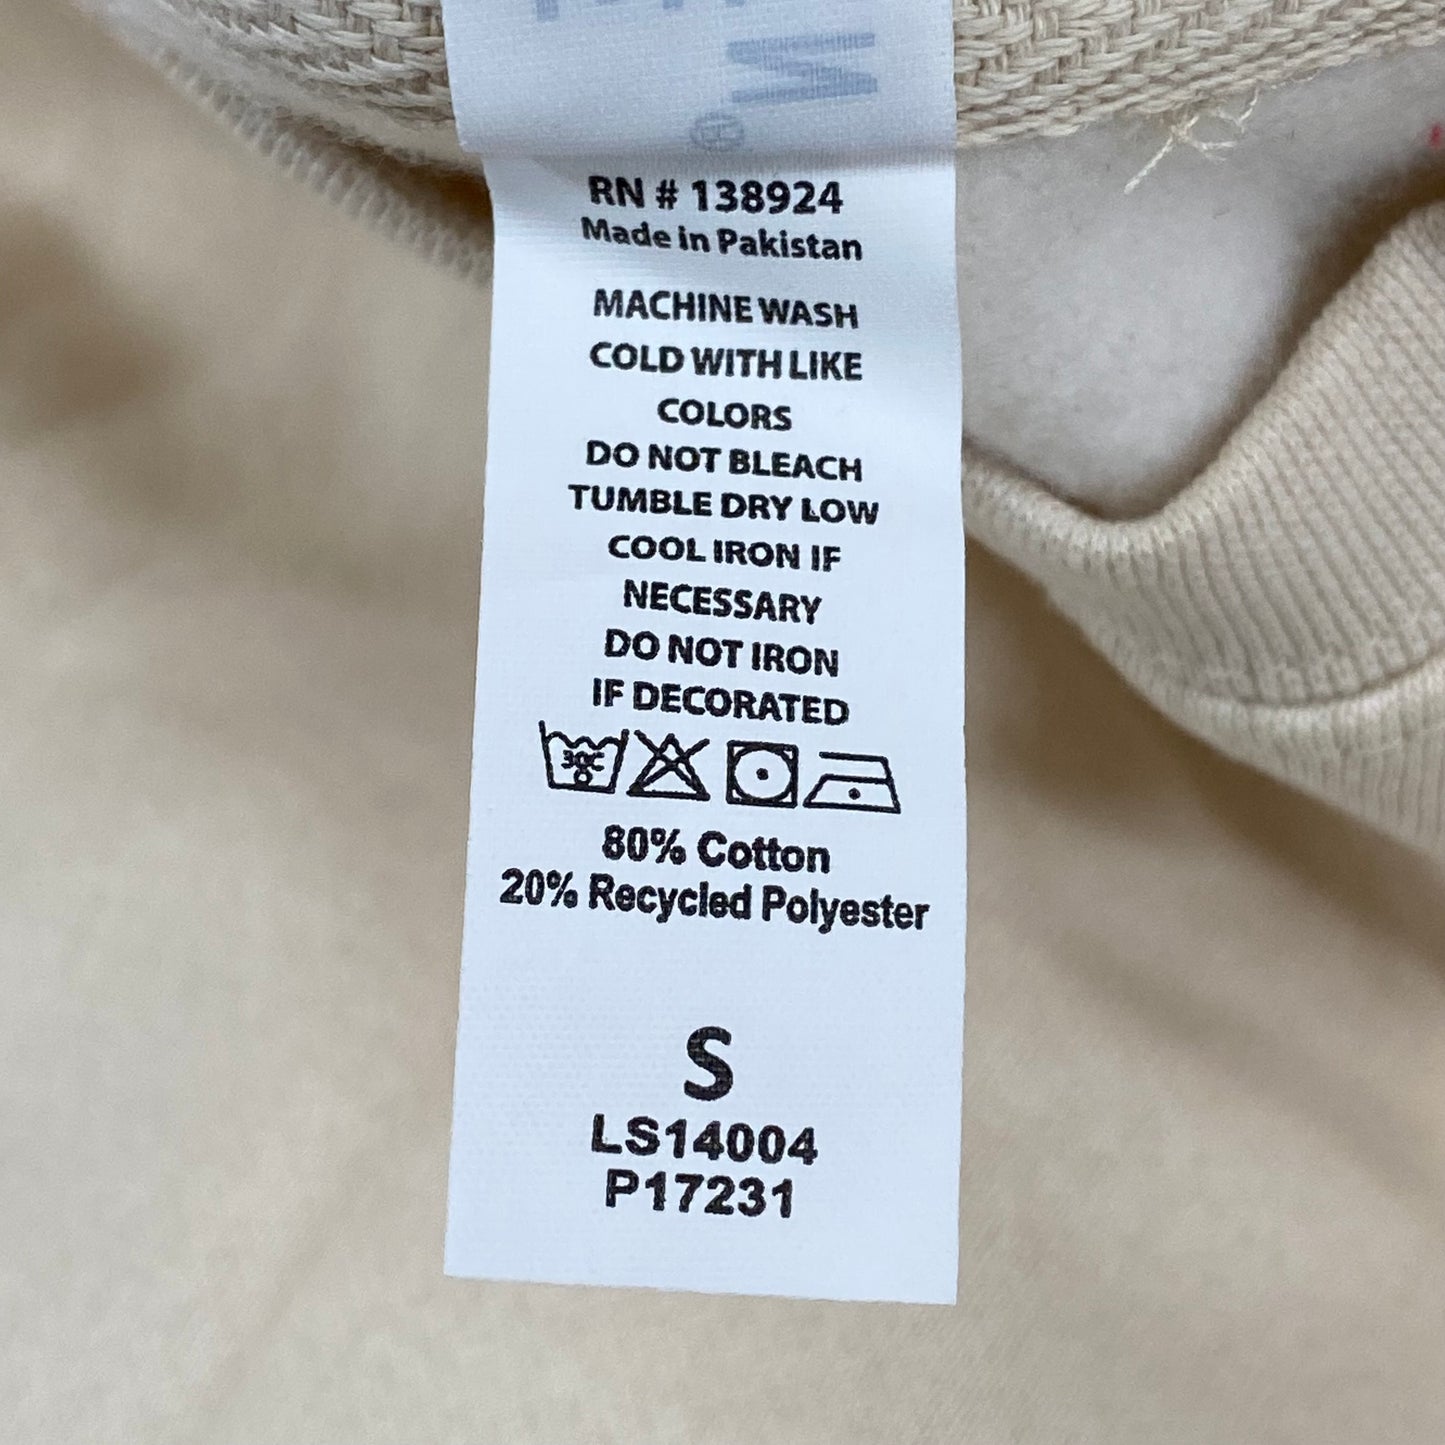 RN # 138924
Made in Pakistan
MACHINE WASH
COLD WITH LIKE
COLORS
DO NOT BLEACH
TUMBLE DRY LOW
COOL IRON IF
NECESSARY
DO NOT IRON
IF DECORATED
30C
80% Cotton
20% Recycled Polyester
S
LS14004
P17231